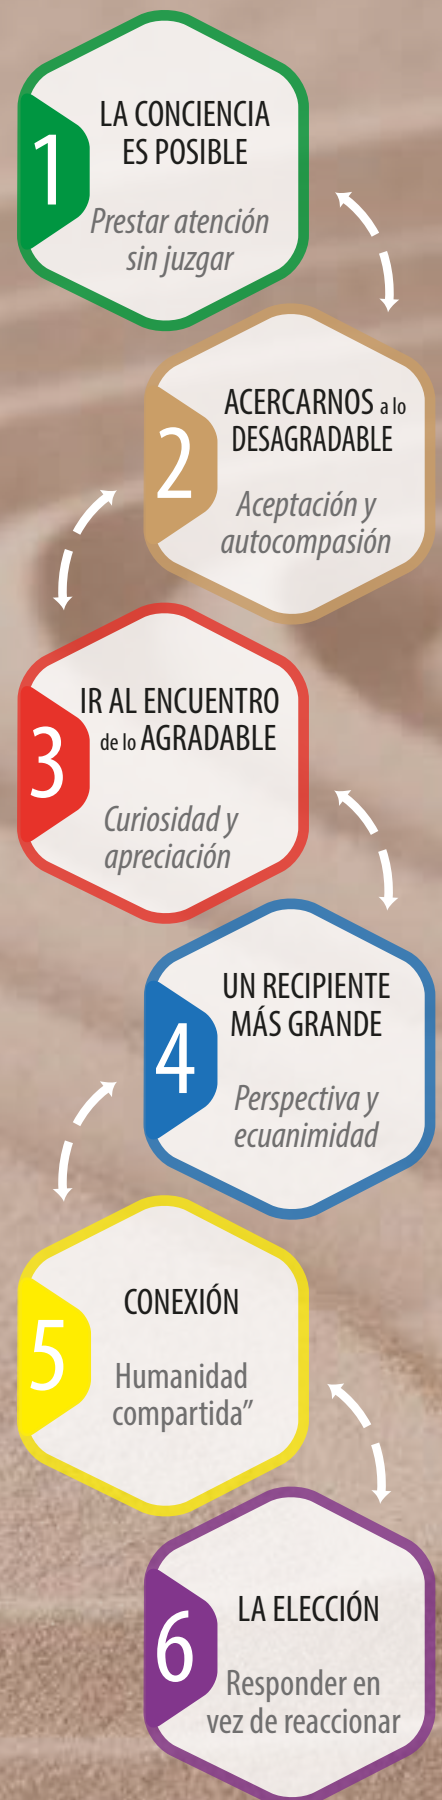 1
LA CONCIENCIA
ES POSIBLE
Prestar atención
sin juzgar
2
ACERCARNOS a lo
DESAGRADABLE
Aceptación y
autocompasión
3
IR AL ENCUENTRO
de lo AGRADABLE
Curiosidad y
apreciación
4
UN RECIPIENTE
MÁS GRANDE
Perspectiva y
ecuanimidad
5
CONEXIÓN
Humanidad
compartida”
6
LA ELECCIÓN
Responder en
vez de reaccionar